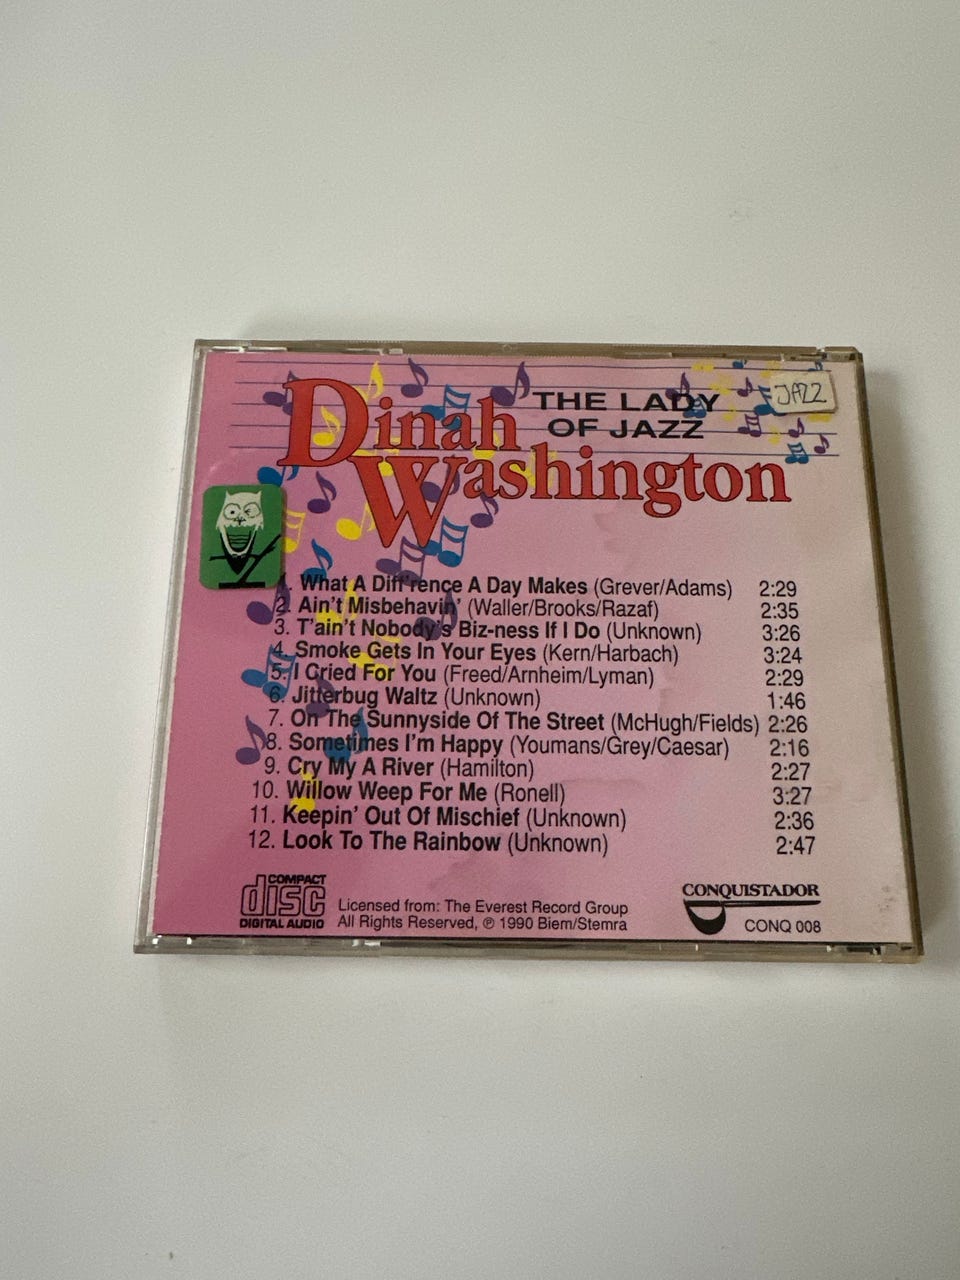 THE LADY
OF JAZZ
JAZZ
Dinah
Washington
1. What A Diff'rence A Day Makes (Grever/Adams) 2:29
2. Ain't Misbehavin' (Waller/Brooks/Razaf) 2:35
3. T'ain't Nobody's Biz-ness If I Do (Unknown) 3:26
4. Smoke Gets In Your Eyes (Kern/Harbach) 3:24
5. I Cried For You (Freed/Arnheim/Lyman) 2:29
6. Jitterbug Waltz (Unknown) 1:46
7. On The Sunnyside Of The Street (McHugh/Fields) 2:26
8. Sometimes I'm Happy (Youmans/Grey/Caesar) 2:16
9. Cry My A River (Hamilton) 2:27
10. Willow Weep For Me (Ronell) 3:27
11. Keepin' Out Of Mischief (Unknown) 2:36
12. Look To The Rainbow (Unknown) 2:47
COMPACT
disc
DIGITAL AUDIO
Licensed from: The Everest Record Group
All Rights Reserved, ℗ 1990 Biem/Stemra
CONQUISTADOR
CONQ 008